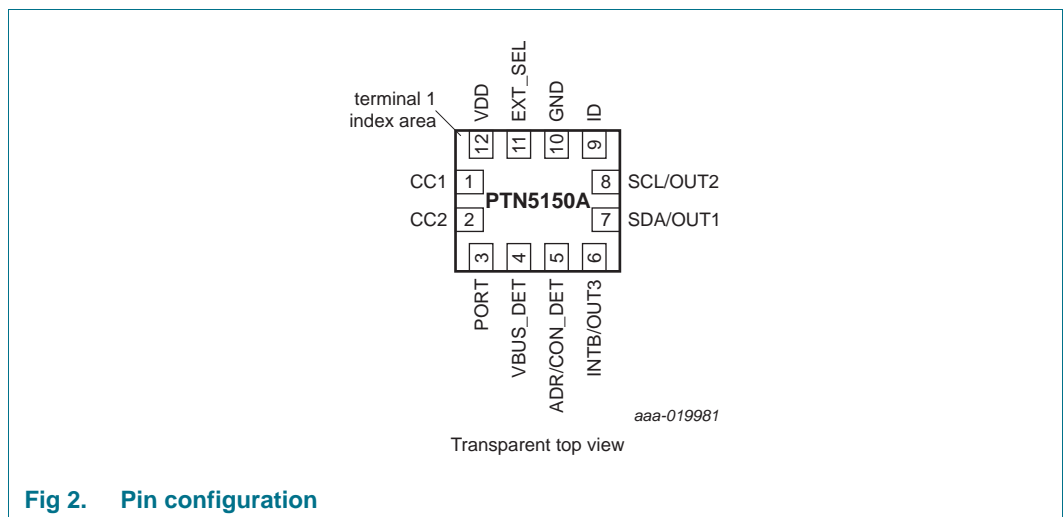 terminal 1
index area
VDD
EXT_SEL
GND
ID
12
11
10
9
CC1
1
PTN5150A
8
SCL/OUT2
CC2
2
7
SDA/OUT1
3
4
5
6
PORT
VBUS_DET
ADR/CON_DET
INTB/OUT3
aaa-019981
Transparent top view
Fig 2. Pin configuration